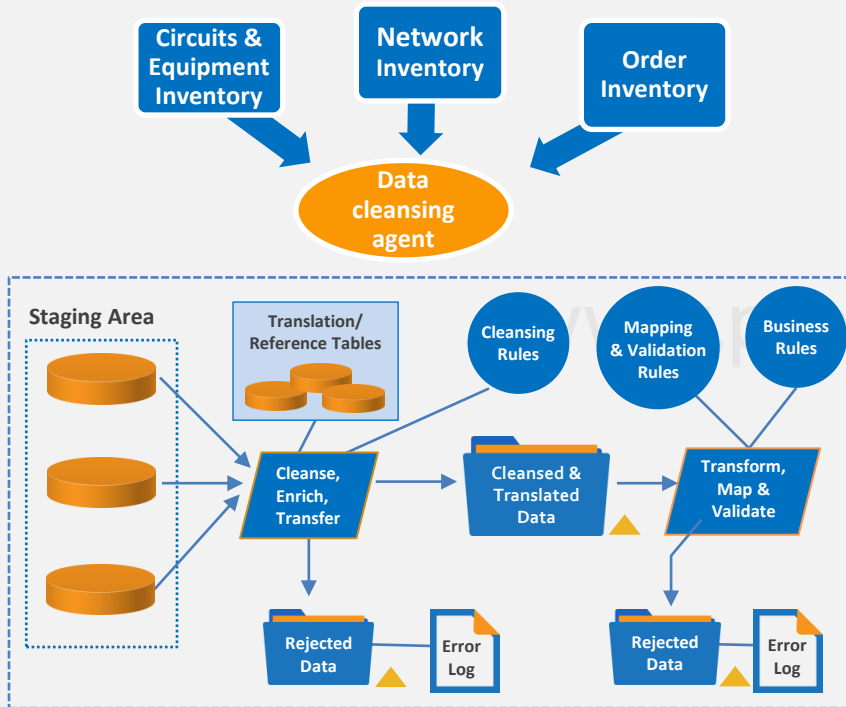 Circuits &
Equipment
Inventory
Network
Inventory
Order
Inventory
Data
cleansing
agent
Staging Area
Translation/
Reference Tables
Cleansing
Rules
Mapping
& Validation
Rules
Business
Rules
Cleanse,
Enrich,
Transfer
Cleansed &
Translated
Data
Transform,
Map &
Validate
Rejected
Data
Error
Log
Rejected
Data
Error
Log